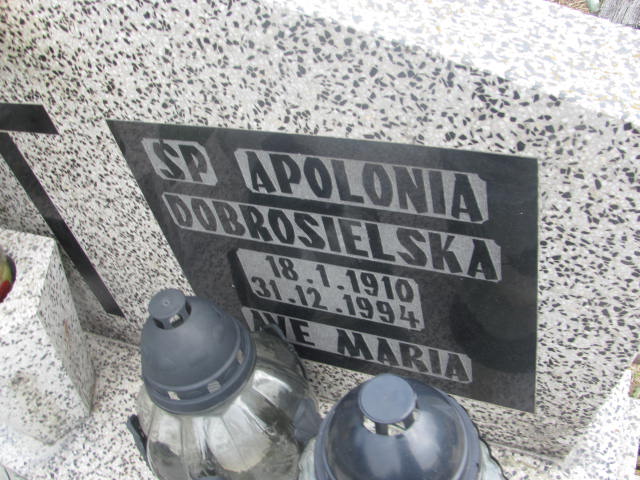 SP APOLONIA
DOBROSIELSKA
18.1.1910
31.12.1994
AVE MARIA